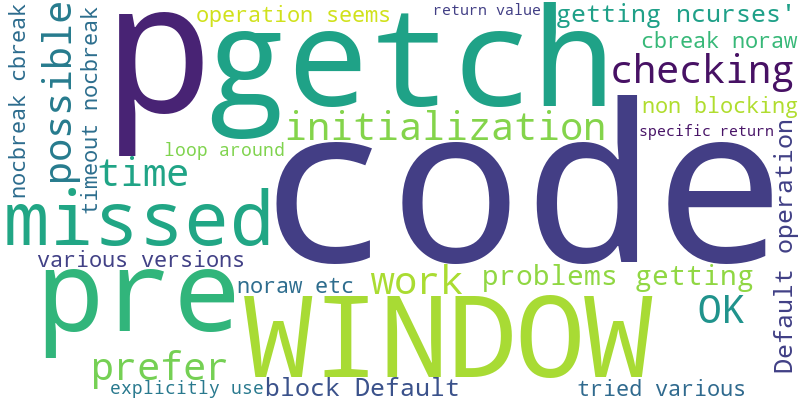 nocbreak cbreak
possible
timeout nocbreak
p
operation seems
return value
getting ncurses'
getch
cbreak noraw
checking
non blocking
initialization
specific return
loop around
time
code
missed
Default operation
various versions
pre
noraw etc
work
problems getting
WINDOW
OK
prefer
explicitly use
block Default
tried various